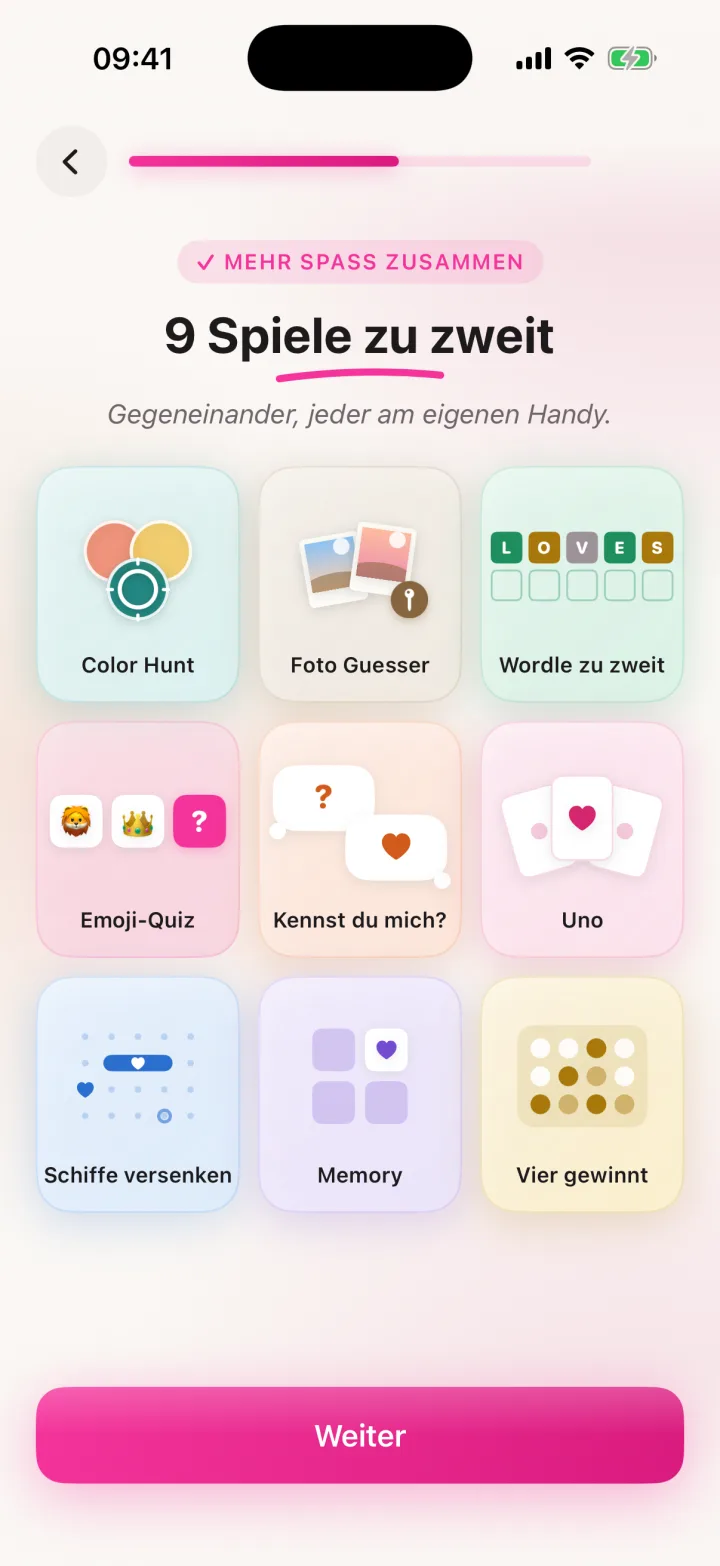 09:41
MEHR SPASS ZUSAMMEN
9 Spiele zu zweit
Gegeneinander, jeder am eigenen Handy.
L O V E S
Color Hunt
Foto Guesser
Wordle zu zweit
?
?
Emoji-Quiz
Kennst du mich?
Uno
Schiffe versenken
Memory
Vier gewinnt
Weiter